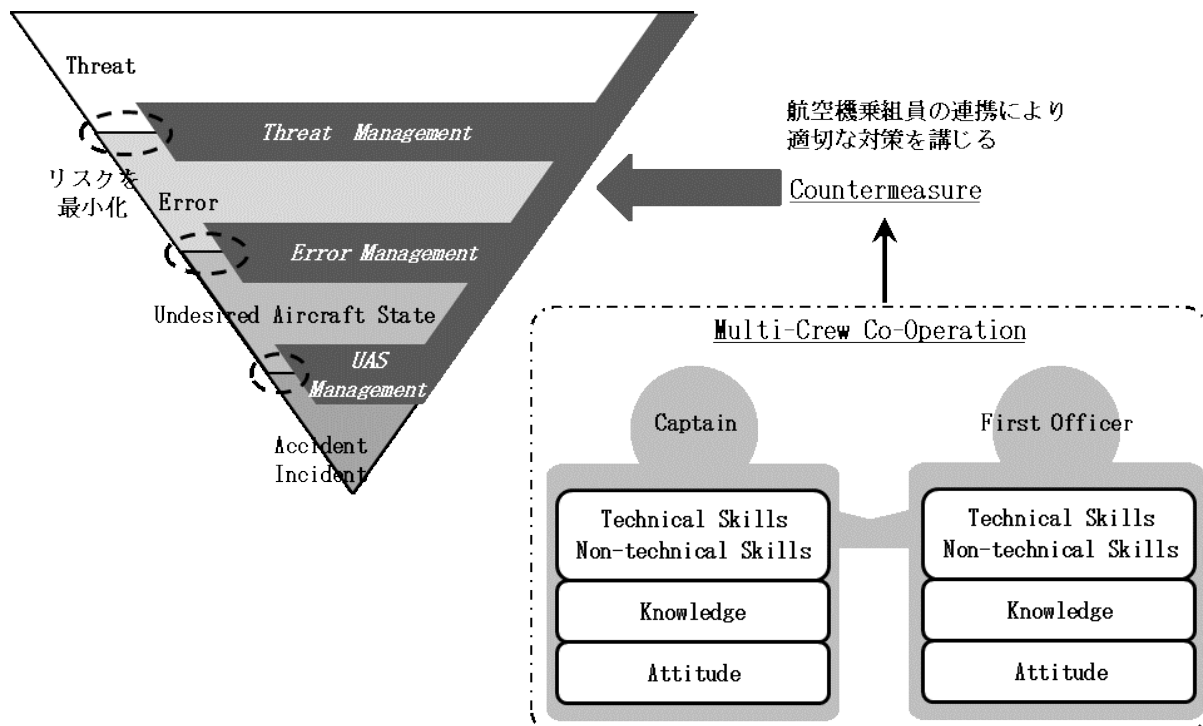 Threat
Threat Management
リスクを
最小化
Error
Error Management
Undesired Aircraft State
UAS
Management
Accident
Incident
航空機乗組員の連携により
適切な対策を講じる
Countermeasure
Multi-Crew Co-Operation
Captain
Technical Skills
Non-technical Skills
Knowledge
Attitude
First Officer
Technical Skills
Non-technical Skills
Knowledge
Attitude